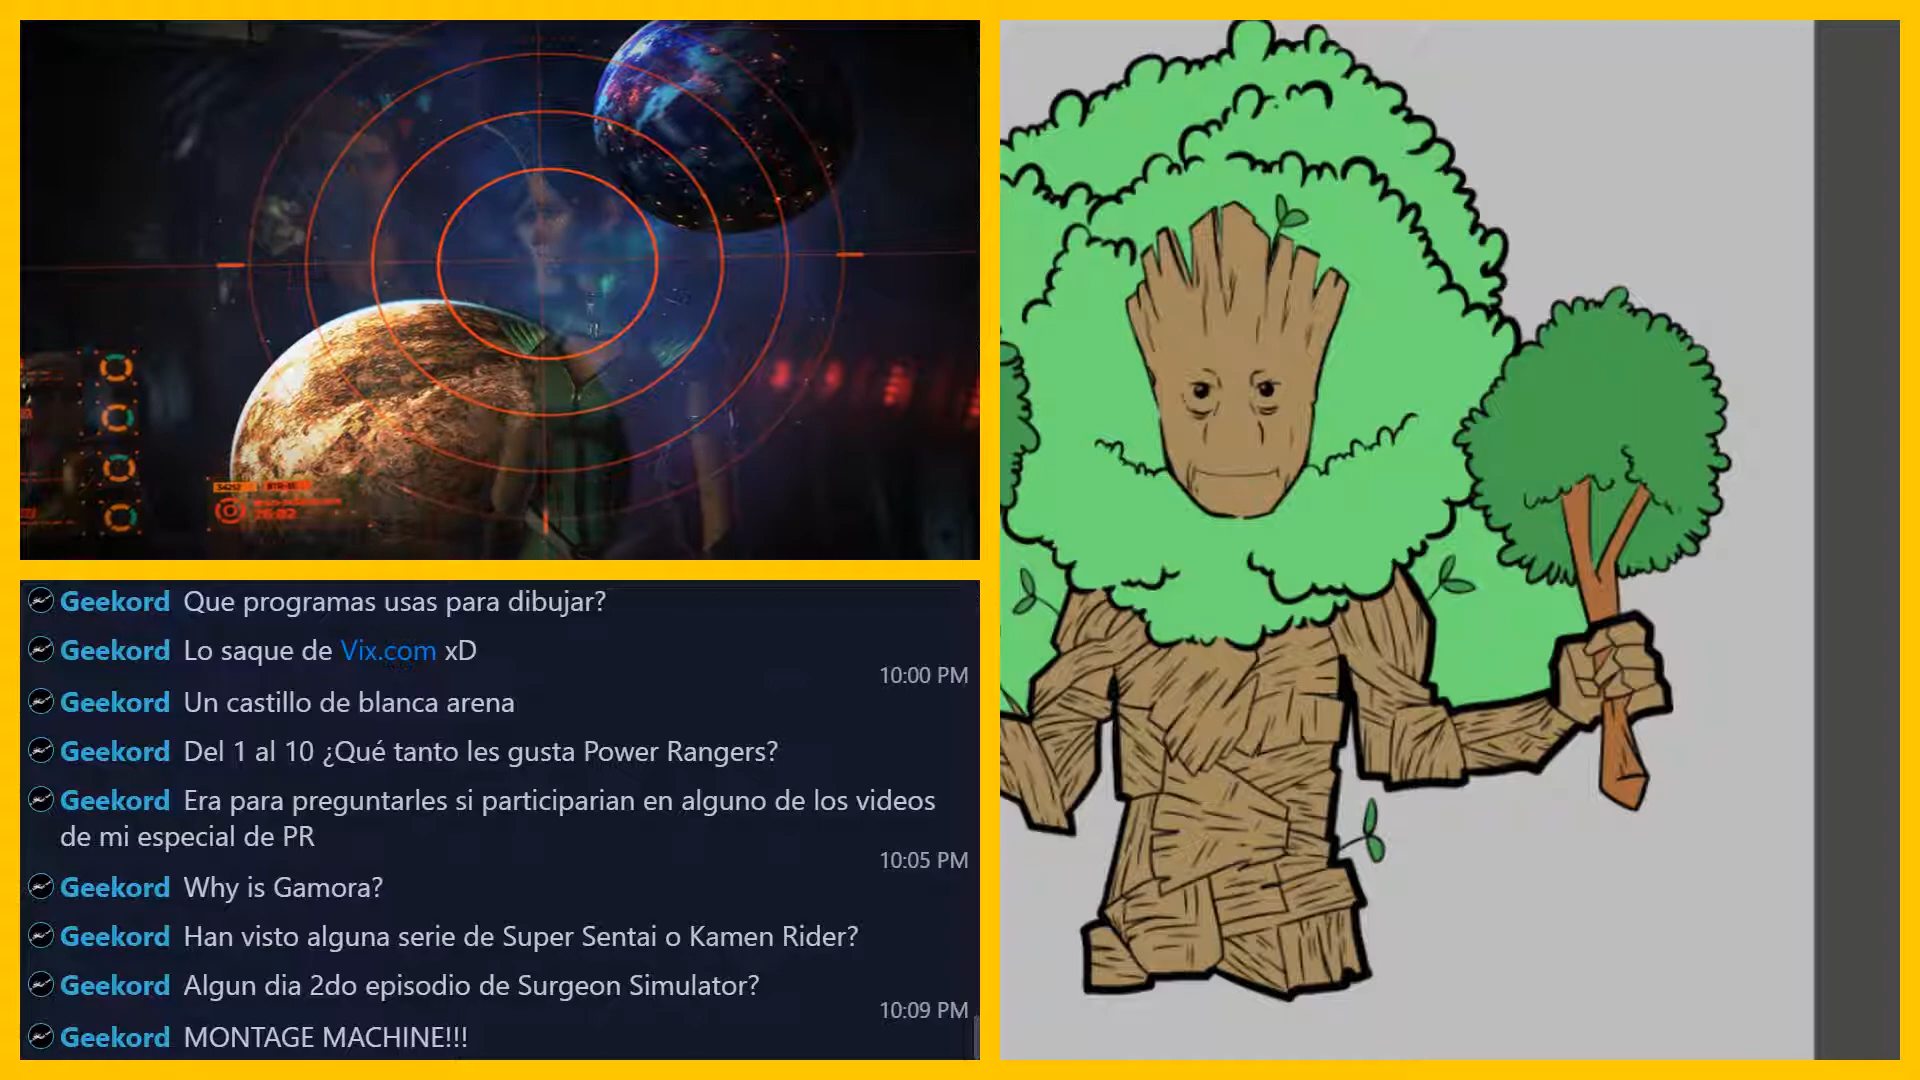 34252
26:02
Geekord Que programas usas para dibujar?
Geekord Lo saque de Vix.com xD
10:00 PM
Geekord Un castillo de blanca arena
Geekord Del 1 al 10 ¿Qué tanto les gusta Power Rangers?
Geekord Era para preguntarles si participarian en alguno de los videos
de mi especial de PR
10:05 PM
Geekord Why is Gamora?
Geekord Han visto alguna serie de Super Sentai o Kamen Rider?
Geekord Algun dia 2do episodio de Surgeon Simulator?
10:09 PM
Geekord MONTAGE MACHINE!!!